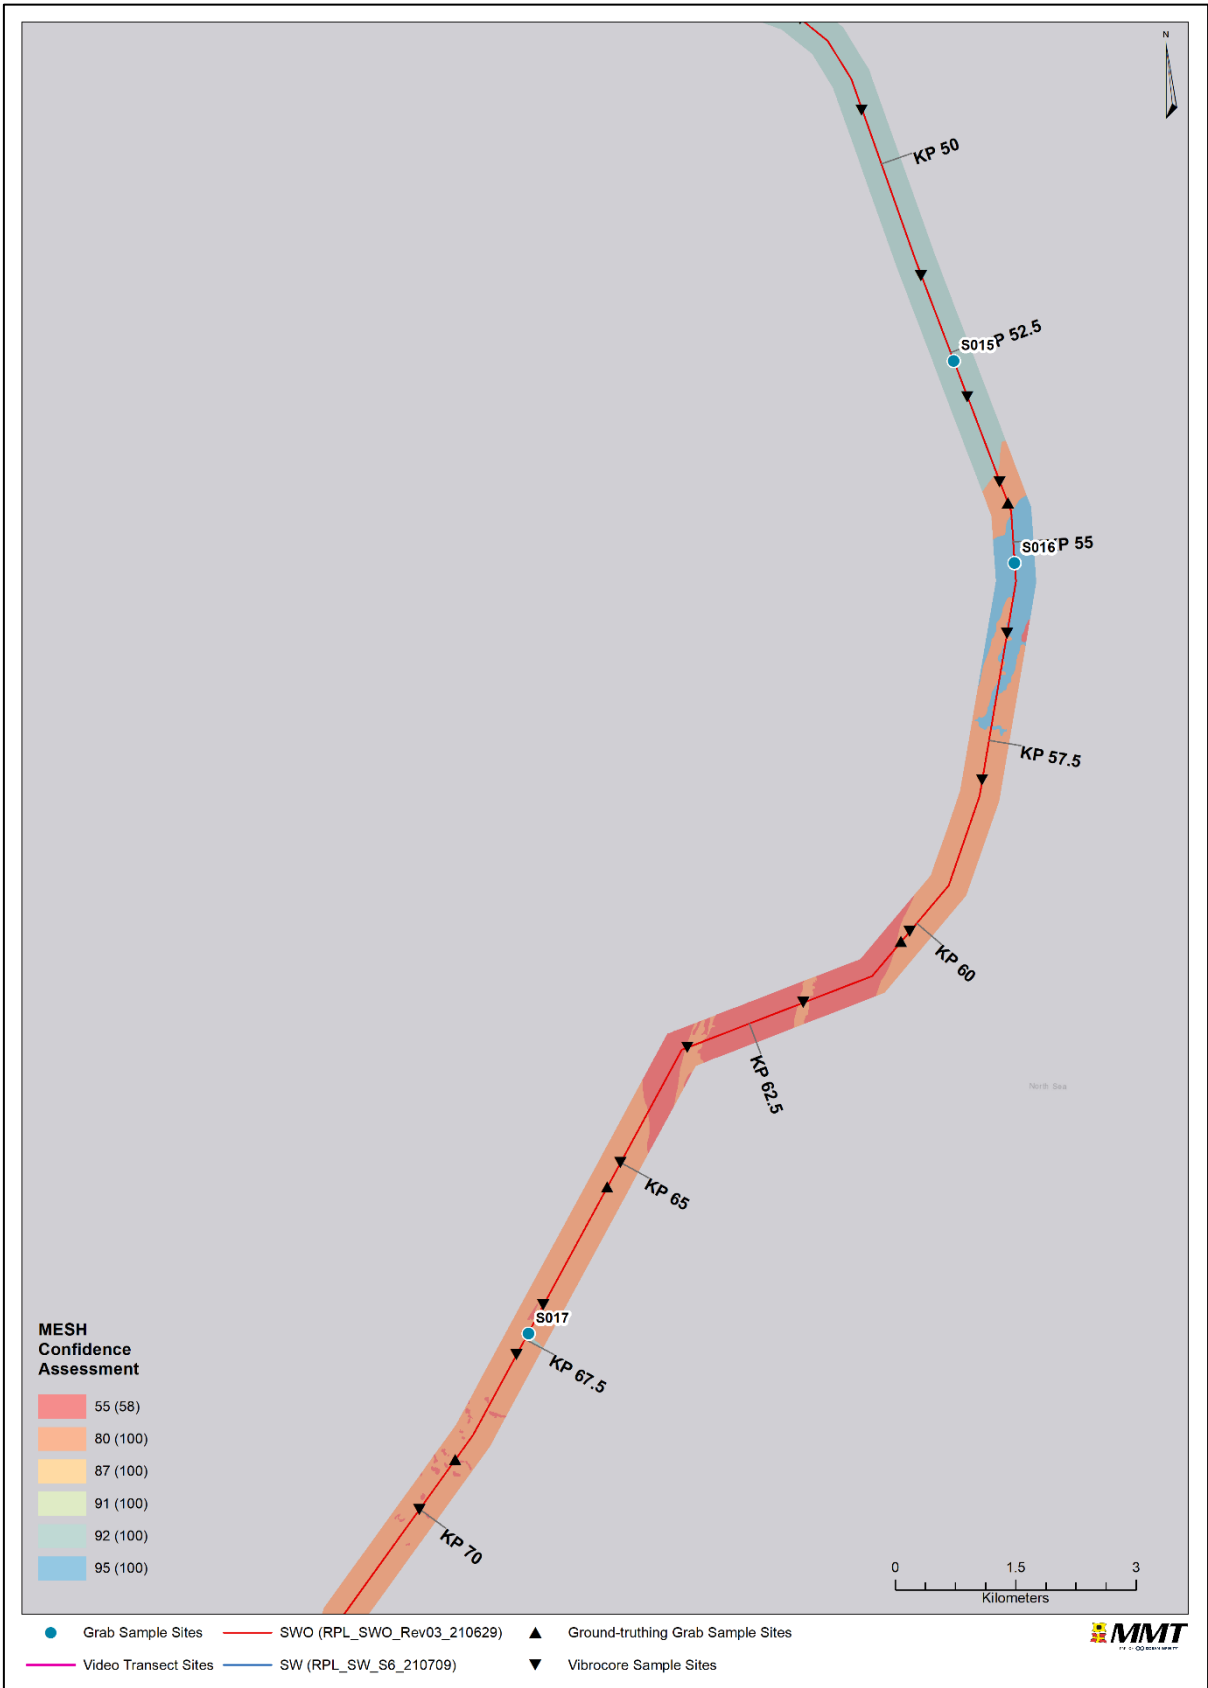 N
KP 50
P 52.5
S015
S016
P 55
KP 57.5
KP 60
KP 62.5
North Sea
KP 65
S017
KP 67.5
KP 70
MESH
Confidence
Assessment
55 (58)
80 (100)
87 (100)
91 (100)
92 (100)
95 (100)
0 1.5 3
Kilometers
Grab Sample Sites
SWO (RPL_SWO_Rev03_210629)
Ground-truthing Grab Sample Sites
Video Transect Sites
SW (RPL_SW_S6_210709)
Vibrocore Sample Sites
MMT